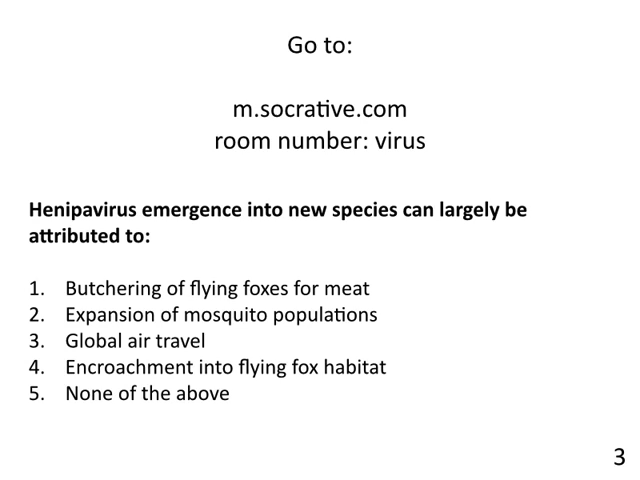 Go to:
m.socrative.com
room number: virus
Henipavirus emergence into new species can largely be
attributed to:
1. Butchering of flying foxes for meat
2. Expansion of mosquito populations
3. Global air travel
4. Encroachment into flying fox habitat
5. None of the above
3